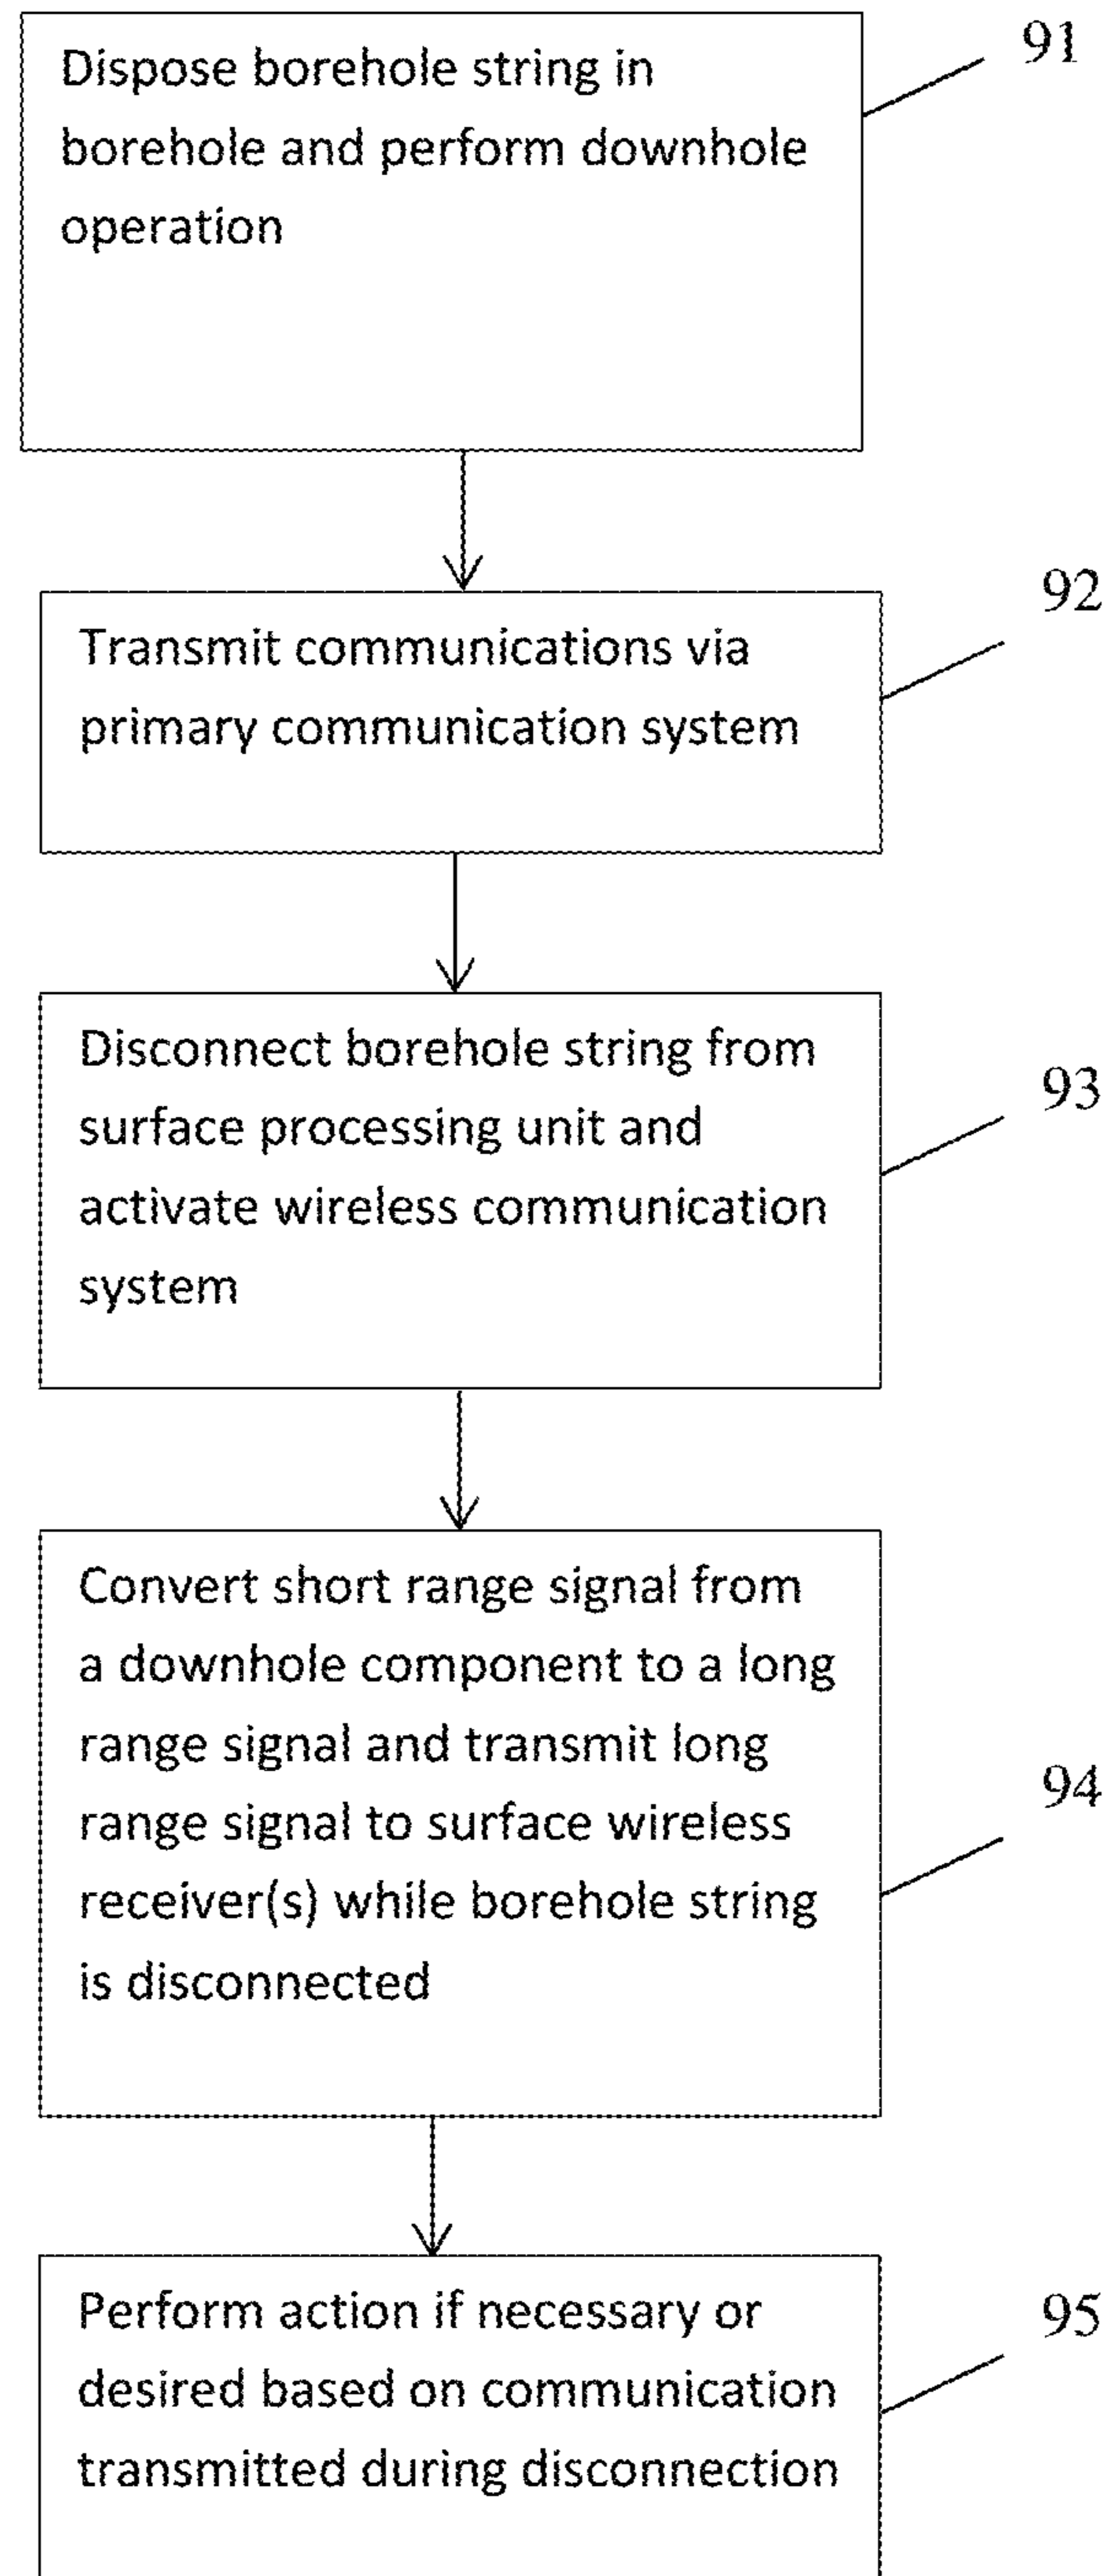 Dispose borehole string in
borehole and perform downhole
operation
91
Transmit communications via
primary communication system
92
Disconnect borehole string from
surface processing unit and
activate wireless communication
system
93
Convert short range signal from
a downhole component to a long
range signal and transmit long
range signal to surface wireless
receiver(s) while borehole string
is disconnected
94
Perform action if necessary or
desired based on communication
transmitted during disconnection
95